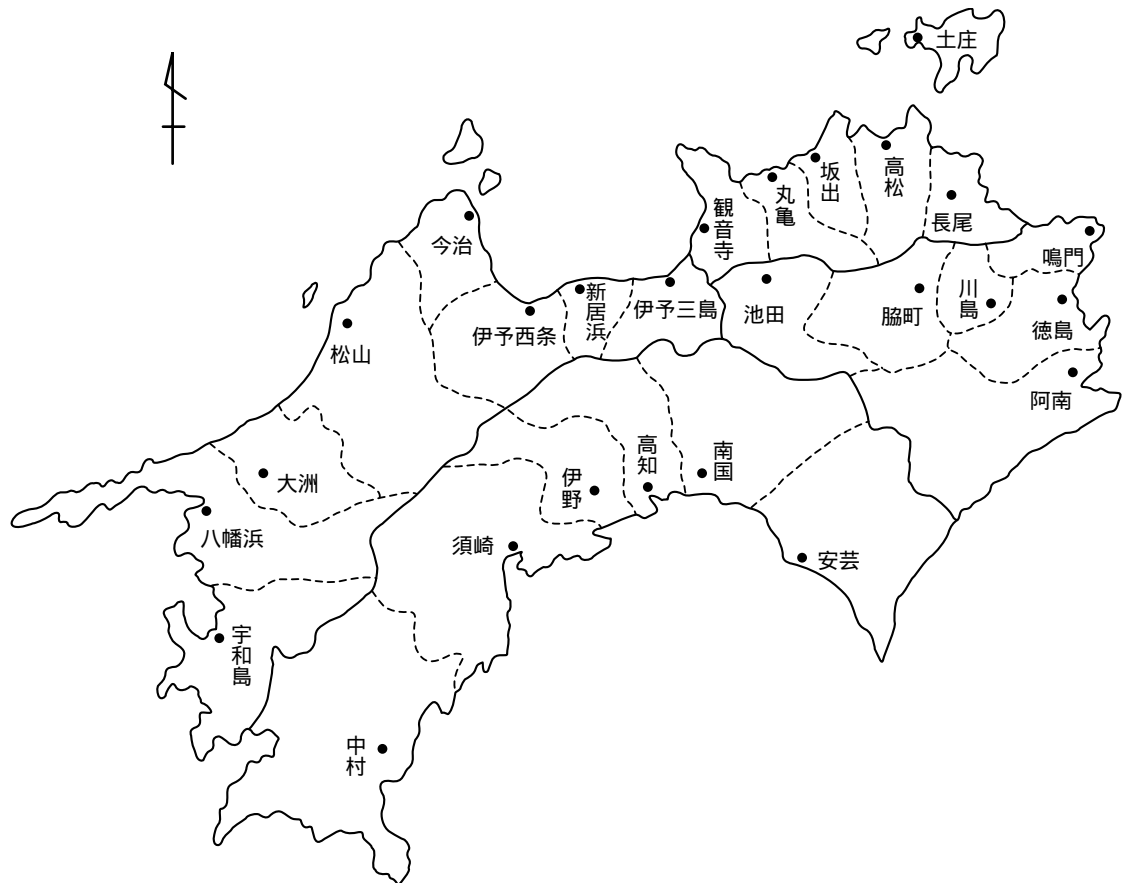 土庄
高松
坂出
丸亀
観音寺
長尾
鳴門
今治
新居浜
伊予三島
伊予西条
池田
脇町
川島
徳島
松山
阿南
高知
南国
大洲
伊野
八幡浜
須崎
安芸
宇和島
中村